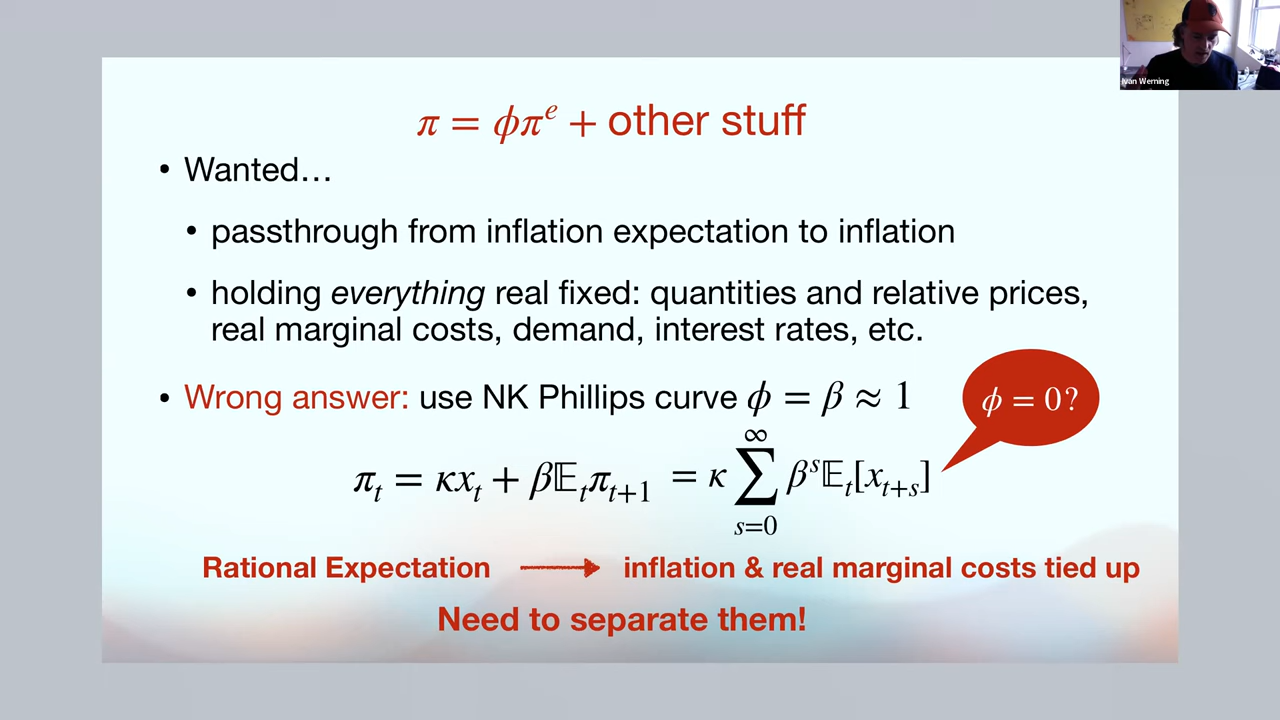 Ivan Werning
π = ϕπᵉ + other stuff
• Wanted…
• passthrough from inflation expectation to inflation
• holding everything real fixed: quantities and relative prices,
real marginal costs, demand, interest rates, etc.
• Wrong answer: use NK Phillips curve ϕ = β ≈ 1
ϕ = 0?
πₜ = κxₜ + β𝔼ₜπₜ₊₁ = κ ∑_{s=0}^{∞} βˢ𝔼ₜ[xₜ₊ₛ]
Rational Expectation → inflation & real marginal costs tied up
Need to separate them!